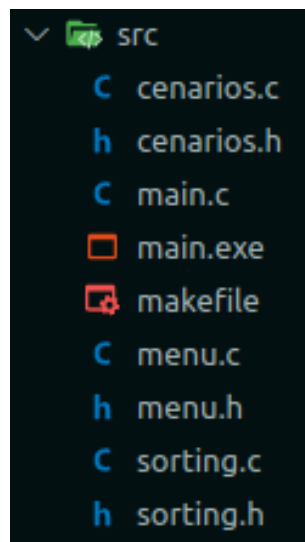 src
C cenarios.c
h cenarios.h
C main.c
main.exe
makefile
C menu.c
h menu.h
C sorting.c
h sorting.h